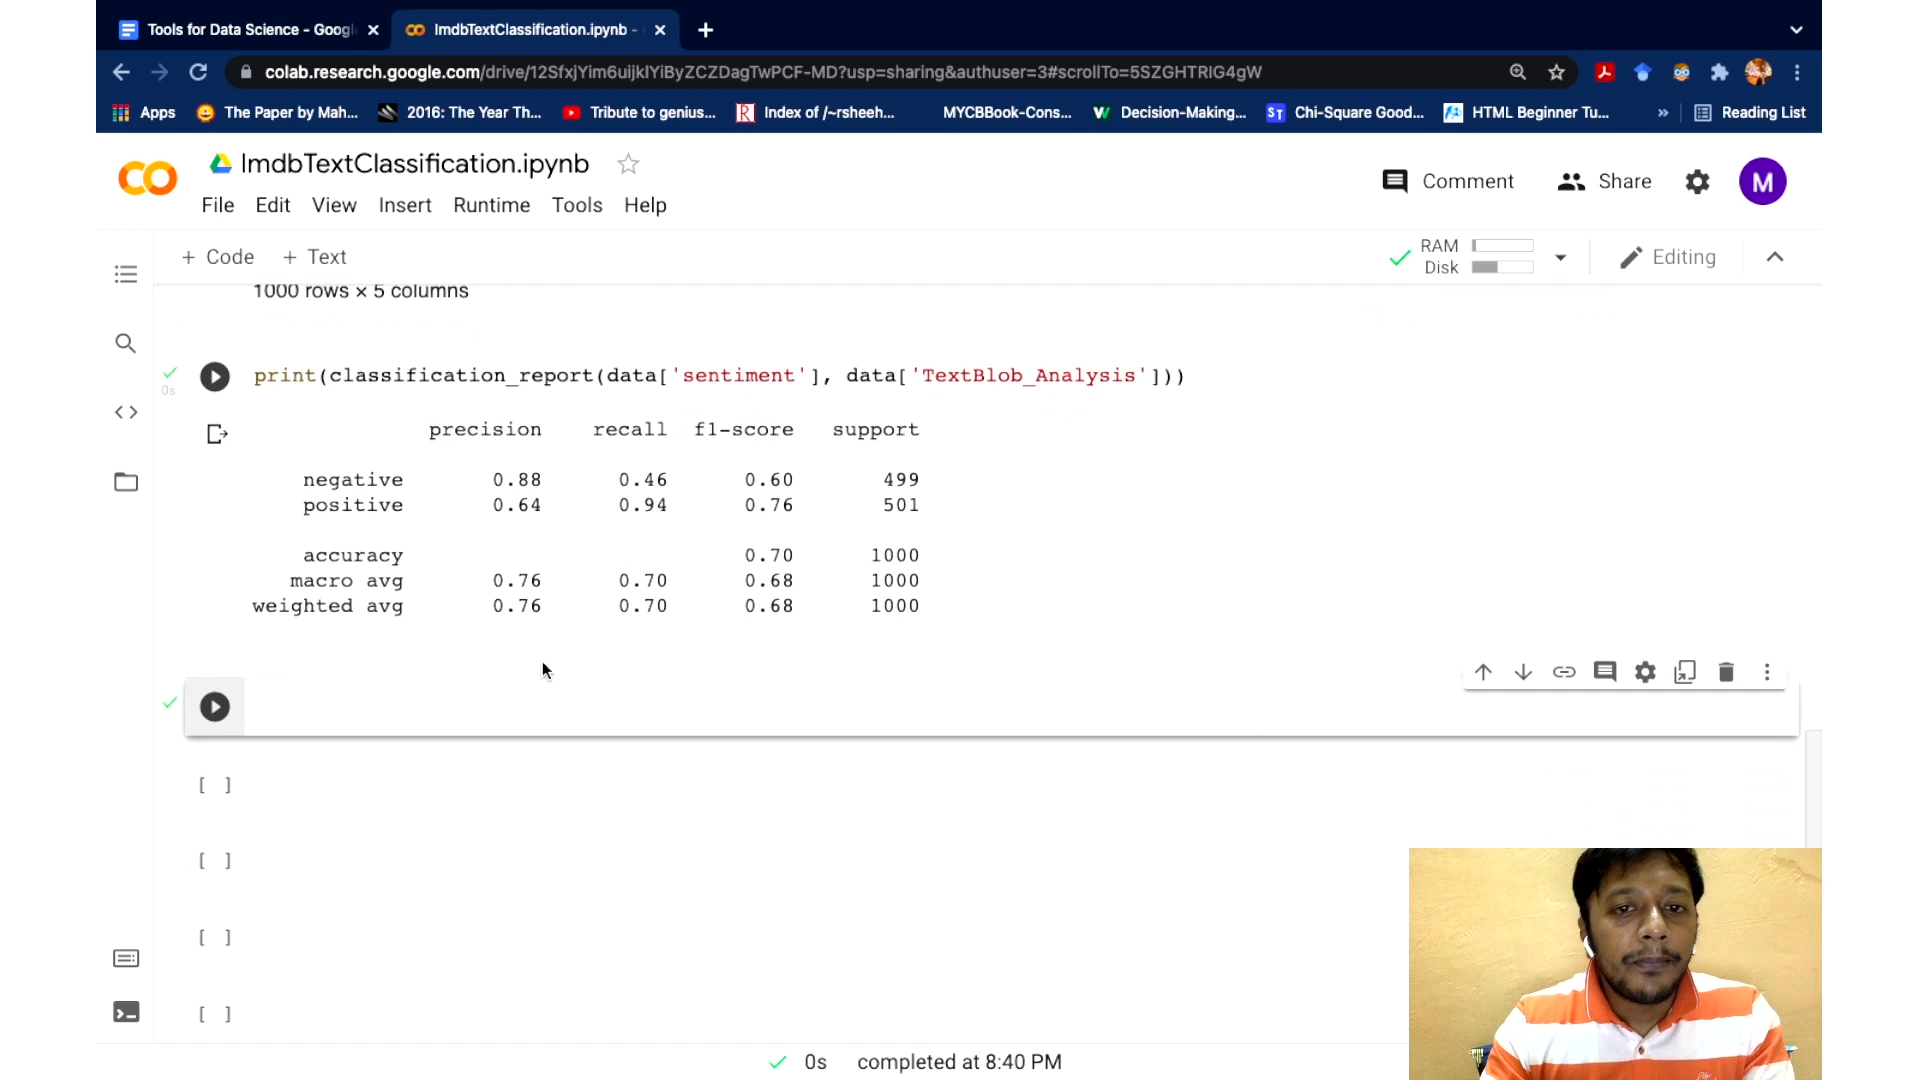 Tools for Data Science - Googl
ImdbTextClassification.ipynb -
colab.research.google.com/drive/12SfxjYim6uijkIYiByZCZDagTwPCF-MD?usp=sharing&authuser=3#scrollTo=5SZGHTRIG4gW
Apps The Paper by Mah... 2016: The Year Th... Tribute to genius... Index of /~rsheeh... MYCBBook-Cons... Decision-Making... Chi-Square Good... HTML Beginner Tu... » Reading List
ImdbTextClassification.ipynb
Comment Share M
File Edit View Insert Runtime Tools Help
+ Code + Text
RAM
Disk
Editing
1000 rows × 5 columns
0s
print(classification_report(data['sentiment'], data['TextBlob_Analysis']))
precision recall f1-score support
negative 0.88 0.46 0.60 499
positive 0.64 0.94 0.76 501
accuracy 0.70 1000
macro avg 0.76 0.70 0.68 1000
weighted avg 0.76 0.70 0.68 1000
[ ]
[ ]
[ ]
[ ]
0s completed at 8:40 PM